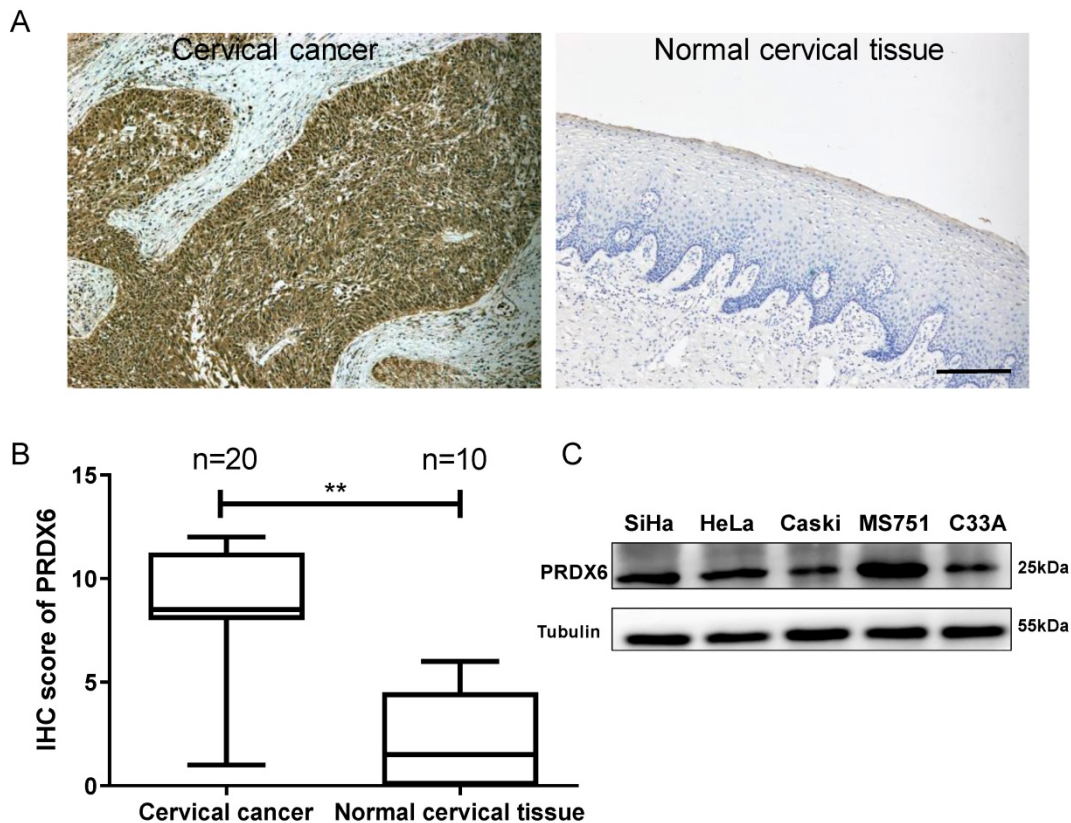 A
Cervical cancer
Normal cervical tissue
B
n=20
n=10
**
15
10
5
0
IHC score of PRDX6
Cervical cancer
Normal cervical tissue
C
SiHa HeLa Caski MS751 C33A
PRDX6
25kDa
Tubulin
55kDa